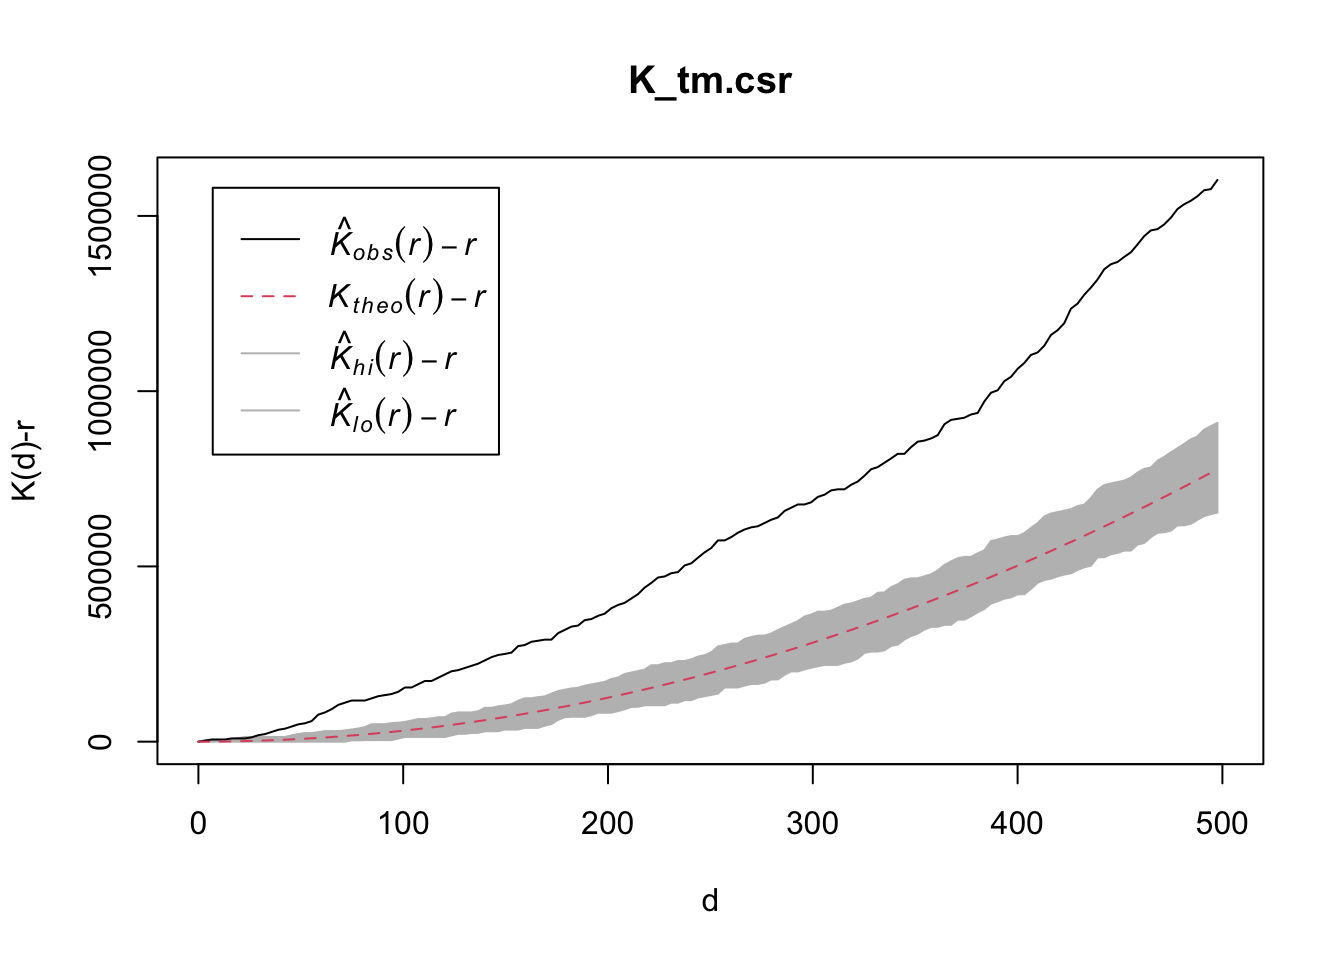 K_tm.csr
K̂obs(r) − r
Ktheo(r) − r
K̂hi(r) − r
K̂lo(r) − r
K(d)-r
0
500000
1000000
1500000
0 100 200 300 400 500
d